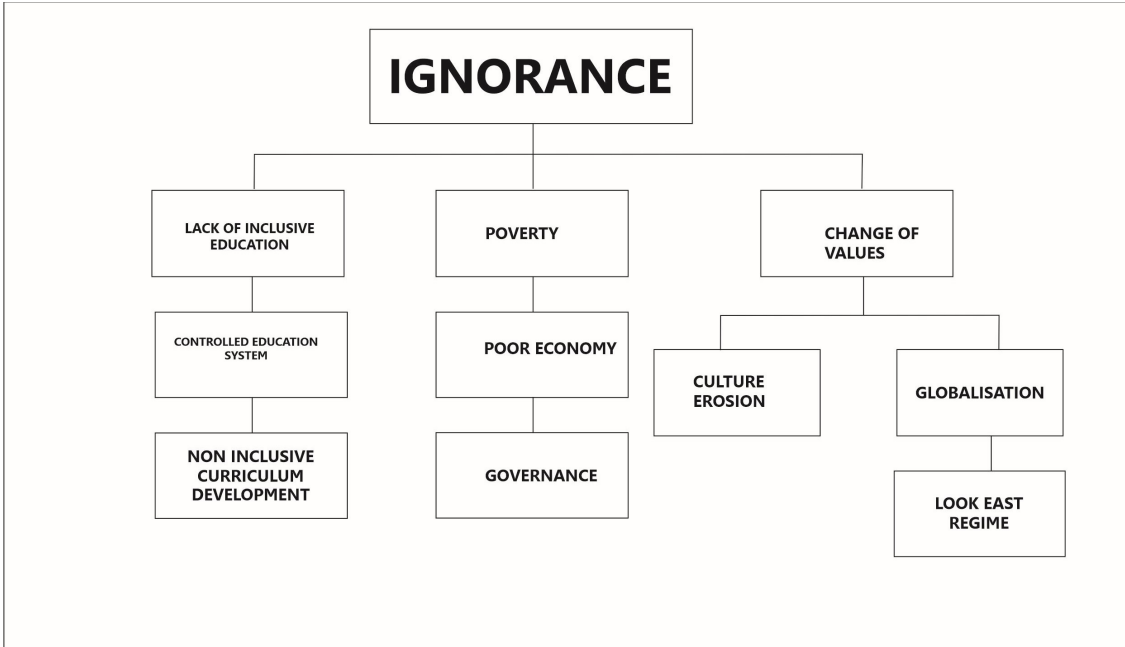 IGNORANCE
LACK OF INCLUSIVE
EDUCATION
POVERTY
CHANGE OF
VALUES
CONTROLLED EDUCATION
SYSTEM
POOR ECONOMY
CULTURE
EROSION
GLOBALISATION
NON INCLUSIVE
CURRICULUM
DEVELOPMENT
GOVERNANCE
LOOK EAST
REGIME